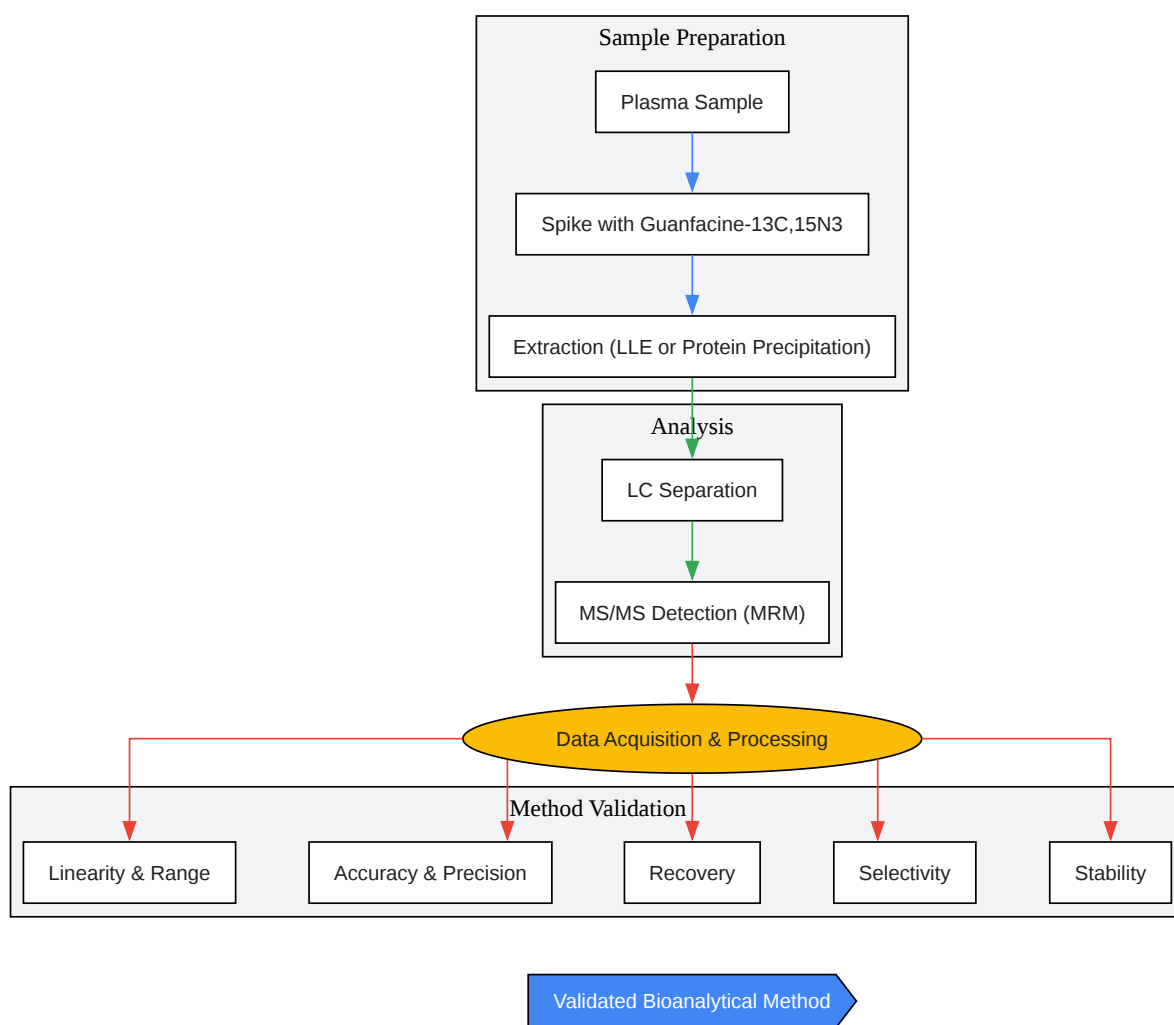 Sample Preparation
Plasma Sample
Spike with Guanfacine-13C,15N3
Extraction (LLE or Protein Precipitation)
Analysis
LC Separation
MS/MS Detection (MRM)
Data Acquisition & Processing
Method Validation
Linearity & Range
Accuracy & Precision
Recovery
Selectivity
Stability
Validated Bioanalytical Method